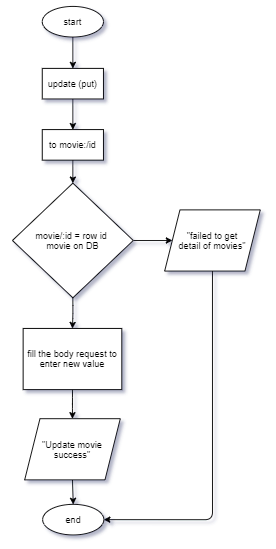 start
update (put)
to movie:/id
movie/:id = row id
movie on DB
"failed to get
detail of movies"
fill the body request to
enter new value
"Update movie
success"
end